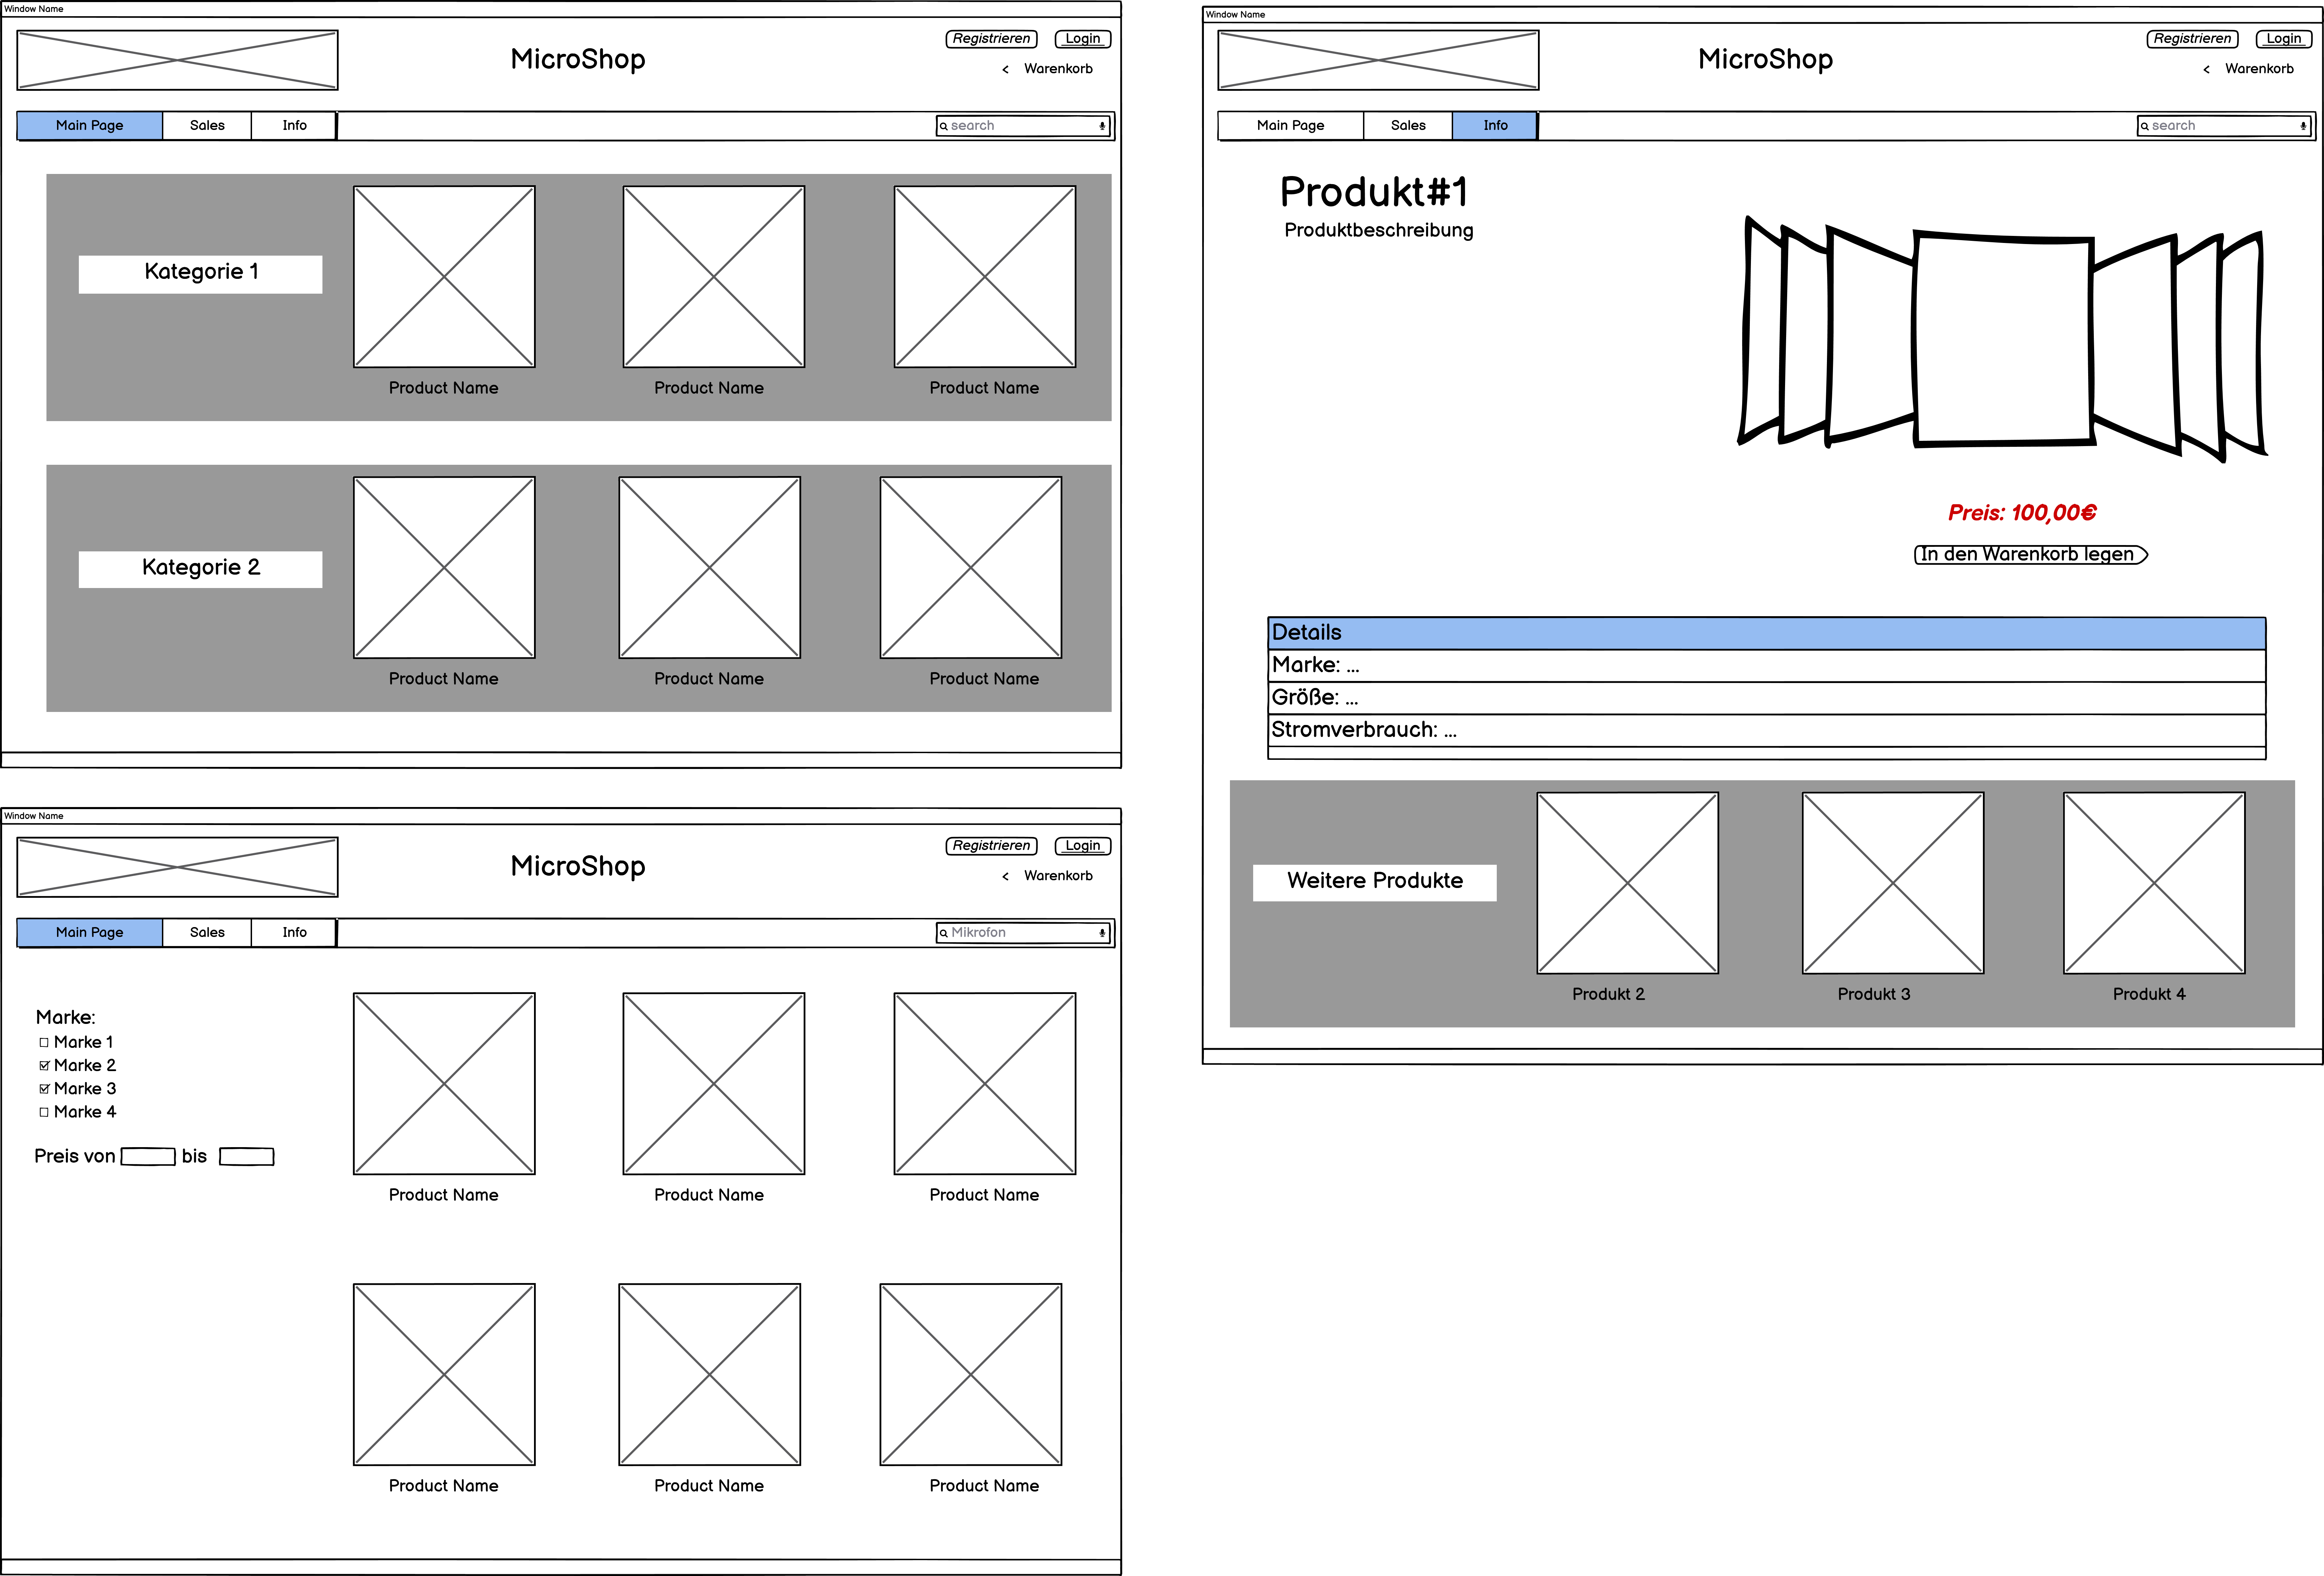 Window Name
MicroShop
Registrieren
Login
< Warenkorb
Main Page
Sales
Info
search
Kategorie 1
Product Name
Product Name
Product Name
Kategorie 2
Product Name
Product Name
Product Name
Window Name
MicroShop
Registrieren
Login
< Warenkorb
Main Page
Sales
Info
Mikrofon
Marke:
Marke 1
Marke 2
Marke 3
Marke 4
Preis von bis
Product Name
Product Name
Product Name
Product Name
Product Name
Product Name
Window Name
MicroShop
Registrieren
Login
< Warenkorb
Main Page
Sales
Info
search
Produkt#1
Produktbeschreibung
Preis: 100,00€
In den Warenkorb legen
Details
Marke: ...
Größe: ...
Stromverbrauch: ...
Weitere Produkte
Produkt 2
Produkt 3
Produkt 4